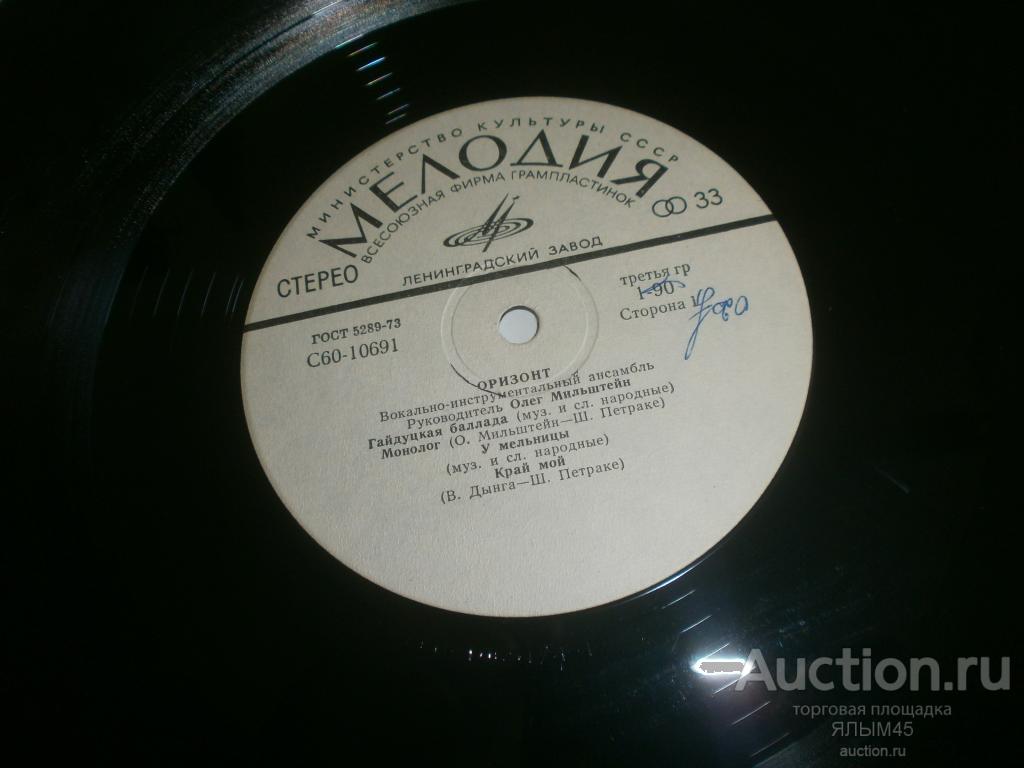 МИНИСТЕРСТВО КУЛЬТУРЫ СССР
МЕЛОДИЯ
ВСЕСОЮЗНАЯ ФИРМА ГРАМПЛАСТИНОК
33
СТЕРЕО
ЛЕНИНГРАДСКИЙ ЗАВОД
ГОСТ 5289-73
С60-10691
третья гр
1-90
Сторона 1
ОРИЗОНТ
Вокально-инструментальный ансамбль
Руководитель Олег Мильштейн
Гайдуцкая баллада (муз. и сл. народные)
Монолог (О. Мильштейн—Ш. Петраке)
У мельницы
(муз. и сл. народные)
Край мой
(В. Дынга—Ш. Петраке)
Auction.ru
торговая площадка
ЯЛЫМ45
auction.ru